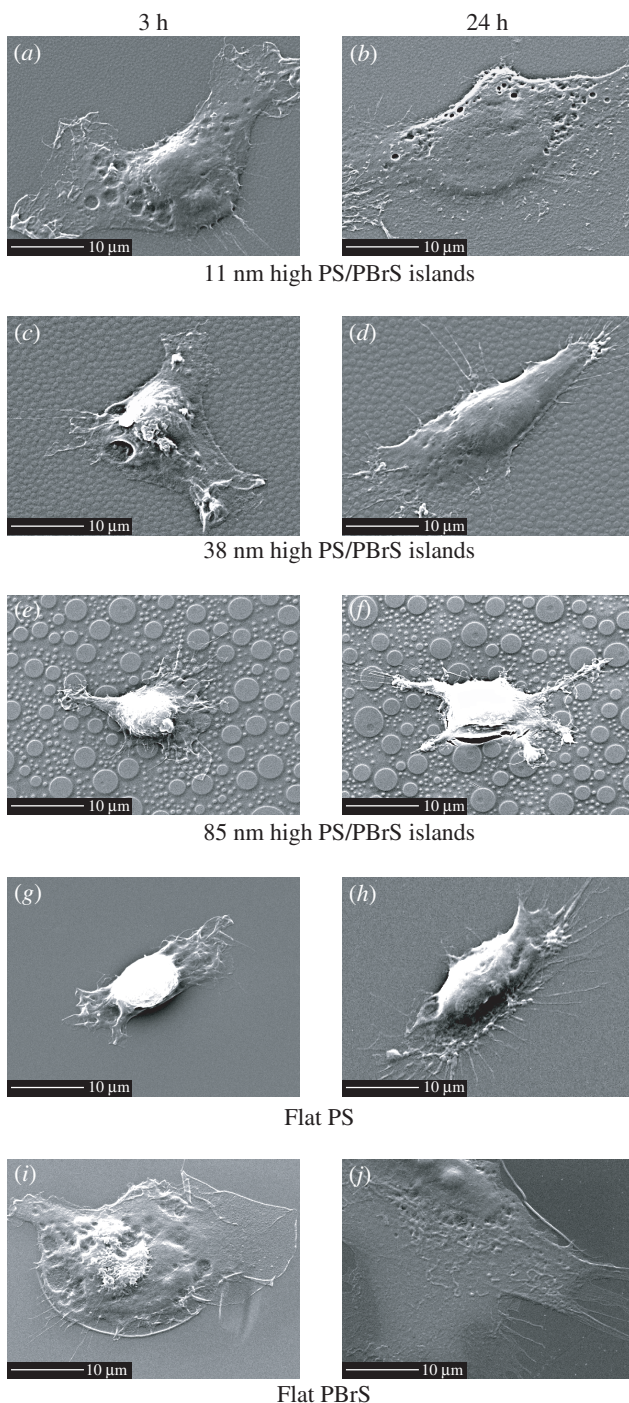 3 h 24 h
(a) (b)
10 µm 10 µm
11 nm high PS/PBrS islands
(c) (d)
10 µm 10 µm
38 nm high PS/PBrS islands
(e) (f)
10 µm 10 µm
85 nm high PS/PBrS islands
(g) (h)
10 µm 10 µm
Flat PS
(i) (j)
10 µm 10 µm
Flat PBrS